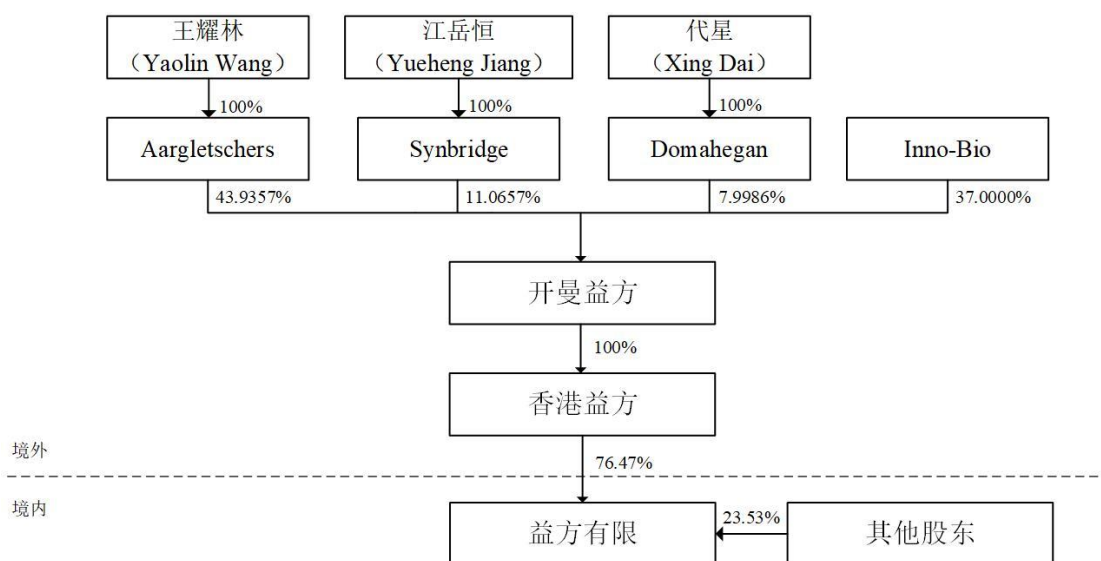 王耀林
（Yaolin Wang）
江岳恒
（Yueheng Jiang）
代星
（Xing Dai）
100%
100%
100%
Aargletschers
Synbridge
Domahegan
Inno-Bio
43.9357%
11.0657%
7.9986%
37.0000%
开曼益方
100%
香港益方
境外
76.47%
境内
益方有限
23.53%
其他股东